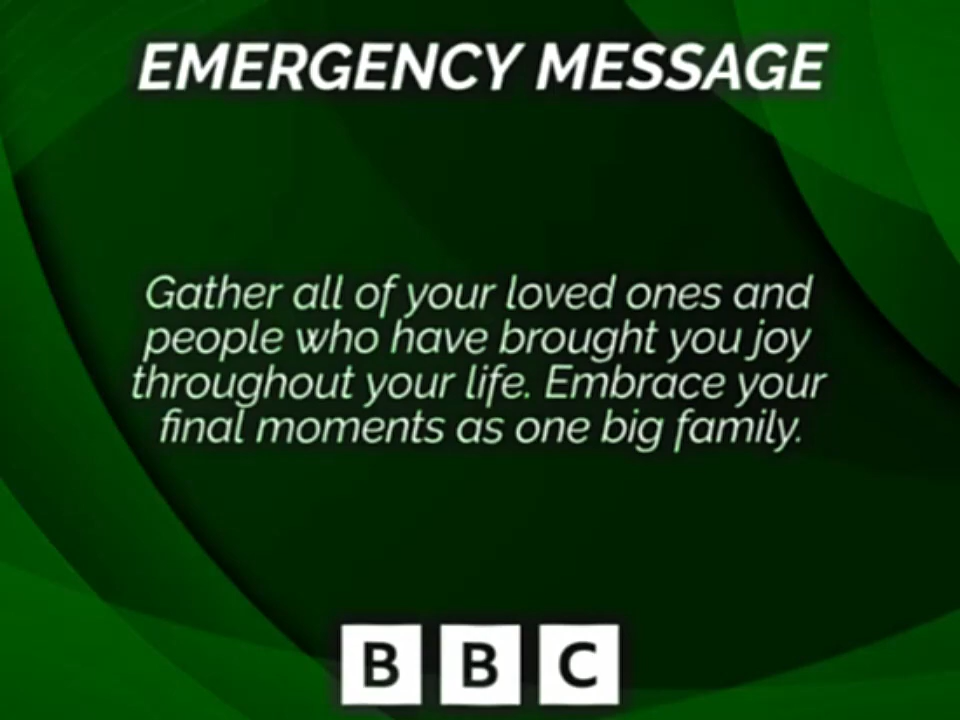 EMERGENCY MESSAGE
Gather all of your loved ones and
people who have brought you joy
throughout your life. Embrace your
final moments as one big family.
BBC